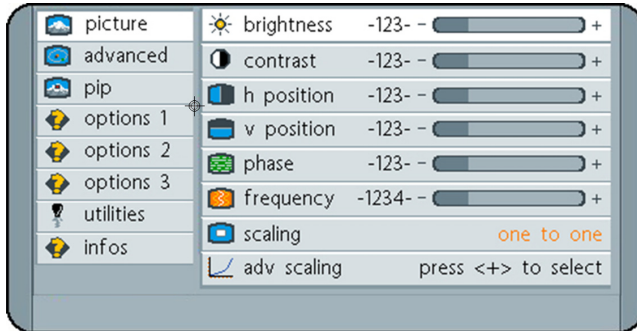 picture
advanced
pip
options 1
options 2
options 3
utilities
infos
brightness -123- - +
contrast -123- - +
h position -123- - +
v position -123- - +
phase -123- - +
frequency -1234- - +
scaling one to one
adv scaling press <+> to select